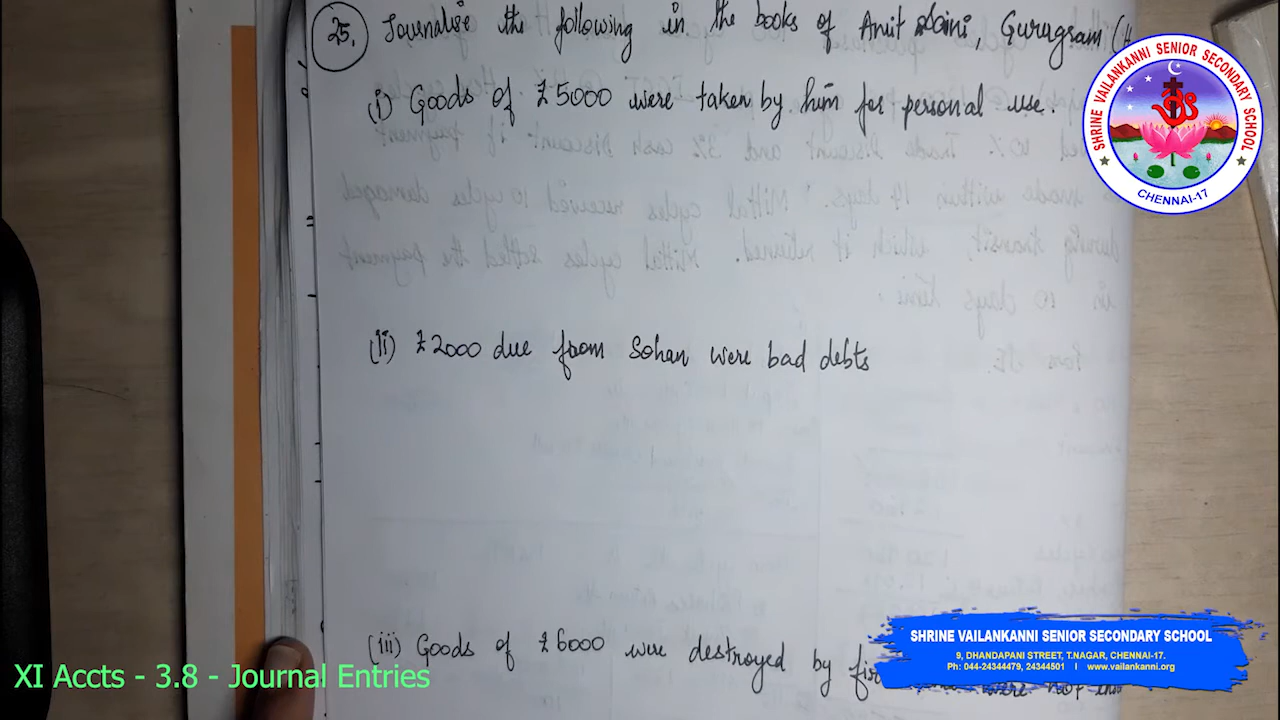 25. Journalise the following in the books of Amit Saini, Gurugram (H
(i) Goods of ₹5000 were taken by him for personal use.
(ii) ₹2000 due from Sohan were bad debts
(iii) Goods of ₹6000 were destroyed by fir were not
SHRINE VAILANKANNI SENIOR SECONDARY SCHOOL
CHENNAI-17
SHRINE VAILANKANNI SENIOR SECONDARY SCHOOL
9, DHANDAPANI STREET, T.NAGAR, CHENNAI-17.
Ph: 044-24344479, 24344501 I www.vailankanni.org
XI Accts - 3.8 - Journal Entries